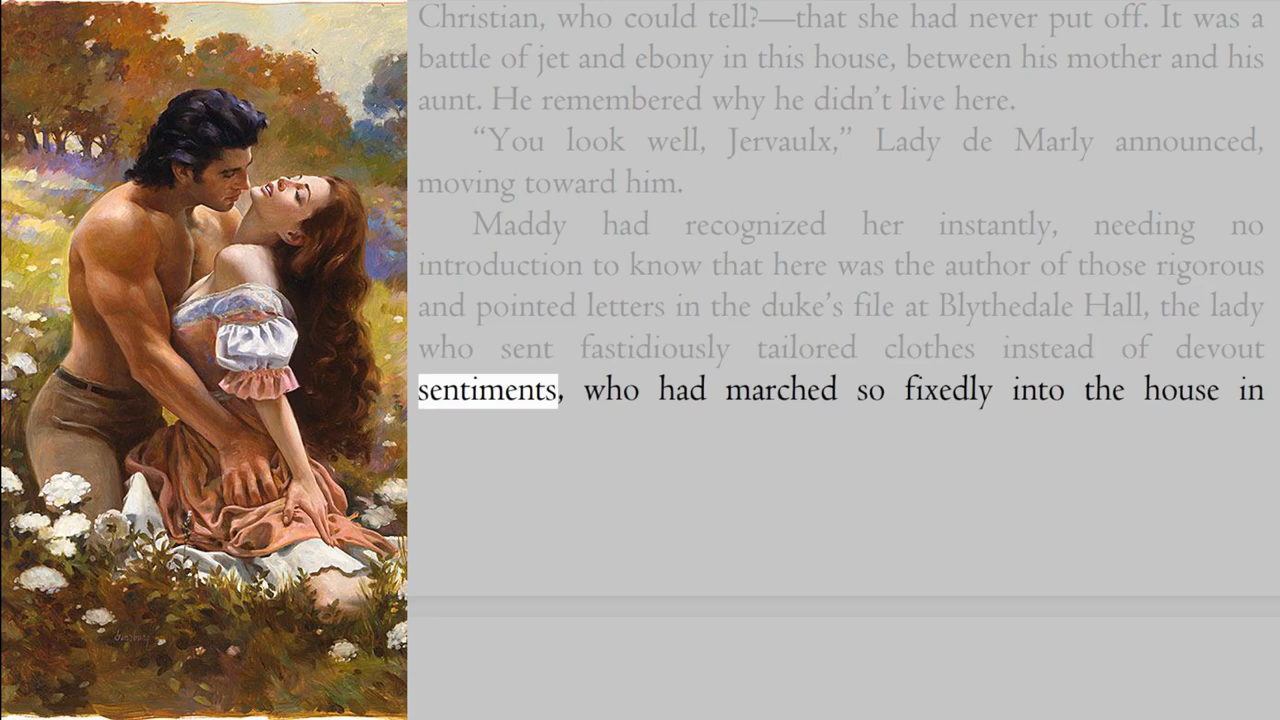 Christian, who could tell?—that she had never put off. It was a
battle of jet and ebony in this house, between his mother and his
aunt. He remembered why he didn’t live here.
“You look well, Jervaulx,” Lady de Marly announced,
moving toward him.
Maddy had recognized her instantly, needing no
introduction to know that here was the author of those rigorous
and pointed letters in the duke’s file at Blythedale Hall, the lady
who sent fastidiously tailored clothes instead of devout
sentiments, who had marched so fixedly into the house in